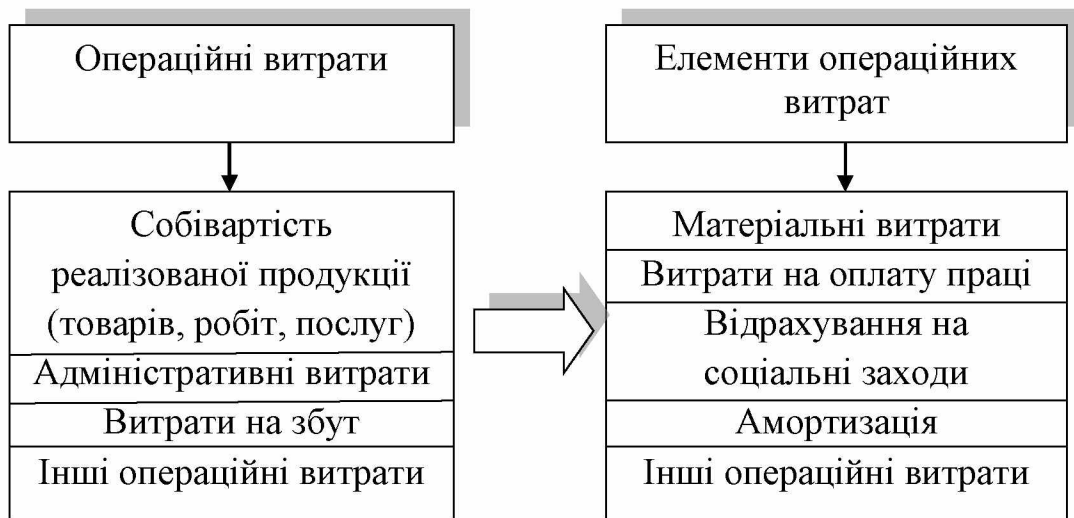 Операційні витрати
Собівартість
реалізованої продукції
(товарів, робіт, послуг)
Адміністративні витрати
Витрати на збут
Інші операційні витрати
Елементи операційних
витрат
Матеріальні витрати
Витрати на оплату праці
Відрахування на
соціальні заходи
Амортизація
Інші операційні витрати